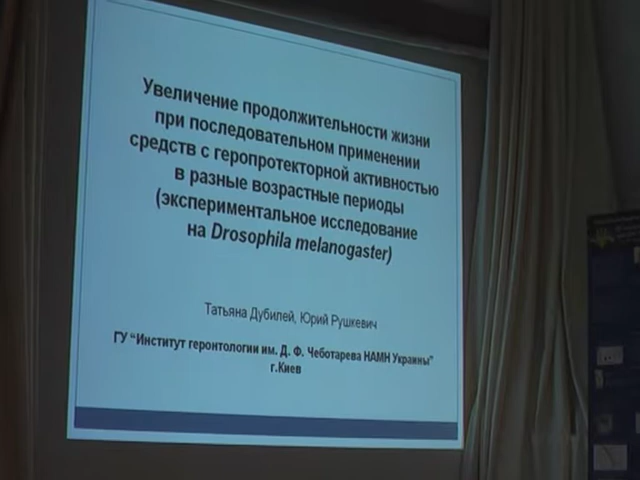 Увеличение продолжительности жизни
при последовательном применении
средств с геропротекторной активностью
в разные возрастные периоды
(экспериментальное исследование
на Drosophila melanogaster)
Татьяна Дубилей, Юрий Рушкевич
ГУ "Институт геронтологии им. Д. Ф. Чеботарева НАМН Украины"
г.Киев